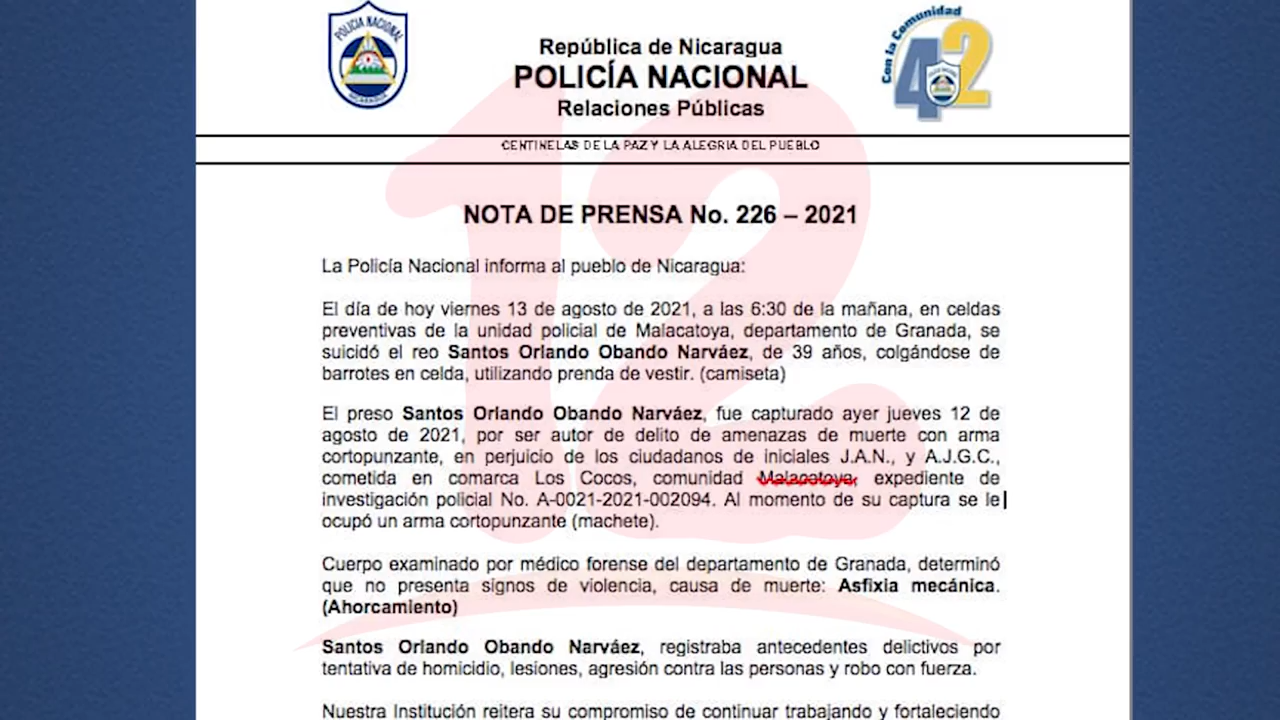 POLICIA NACIONAL
NICARAGUA
República de Nicaragua
POLICÍA NACIONAL
Relaciones Públicas
Con la Comunidad
42
CENTINELAS DE LA PAZ Y LA ALEGRIA DEL PUEBLO
12
NOTA DE PRENSA No. 226 – 2021
La Policía Nacional informa al pueblo de Nicaragua:
El día de hoy viernes 13 de agosto de 2021, a las 6:30 de la mañana, en celdas
preventivas de la unidad policial de Malacatoya, departamento de Granada, se
suicidó el reo Santos Orlando Obando Narváez, de 39 años, colgándose de
barrotes en celda, utilizando prenda de vestir. (camiseta)
El preso Santos Orlando Obando Narváez, fue capturado ayer jueves 12 de
agosto de 2021, por ser autor de delito de amenazas de muerte con arma
cortopunzante, en perjuicio de los ciudadanos de iniciales J.A.N., y A.J.G.C.,
cometida en comarca Los Cocos, comunidad Malacatoya, expediente de
investigación policial No. A-0021-2021-002094. Al momento de su captura se le
ocupó un arma cortopunzante (machete).
Cuerpo examinado por médico forense del departamento de Granada, determinó
que no presenta signos de violencia, causa de muerte: Asfixia mecánica.
(Ahorcamiento)
Santos Orlando Obando Narváez, registraba antecedentes delictivos por
tentativa de homicidio, lesiones, agresión contra las personas y robo con fuerza.
Nuestra Institución reitera su compromiso de continuar trabajando y fortaleciendo